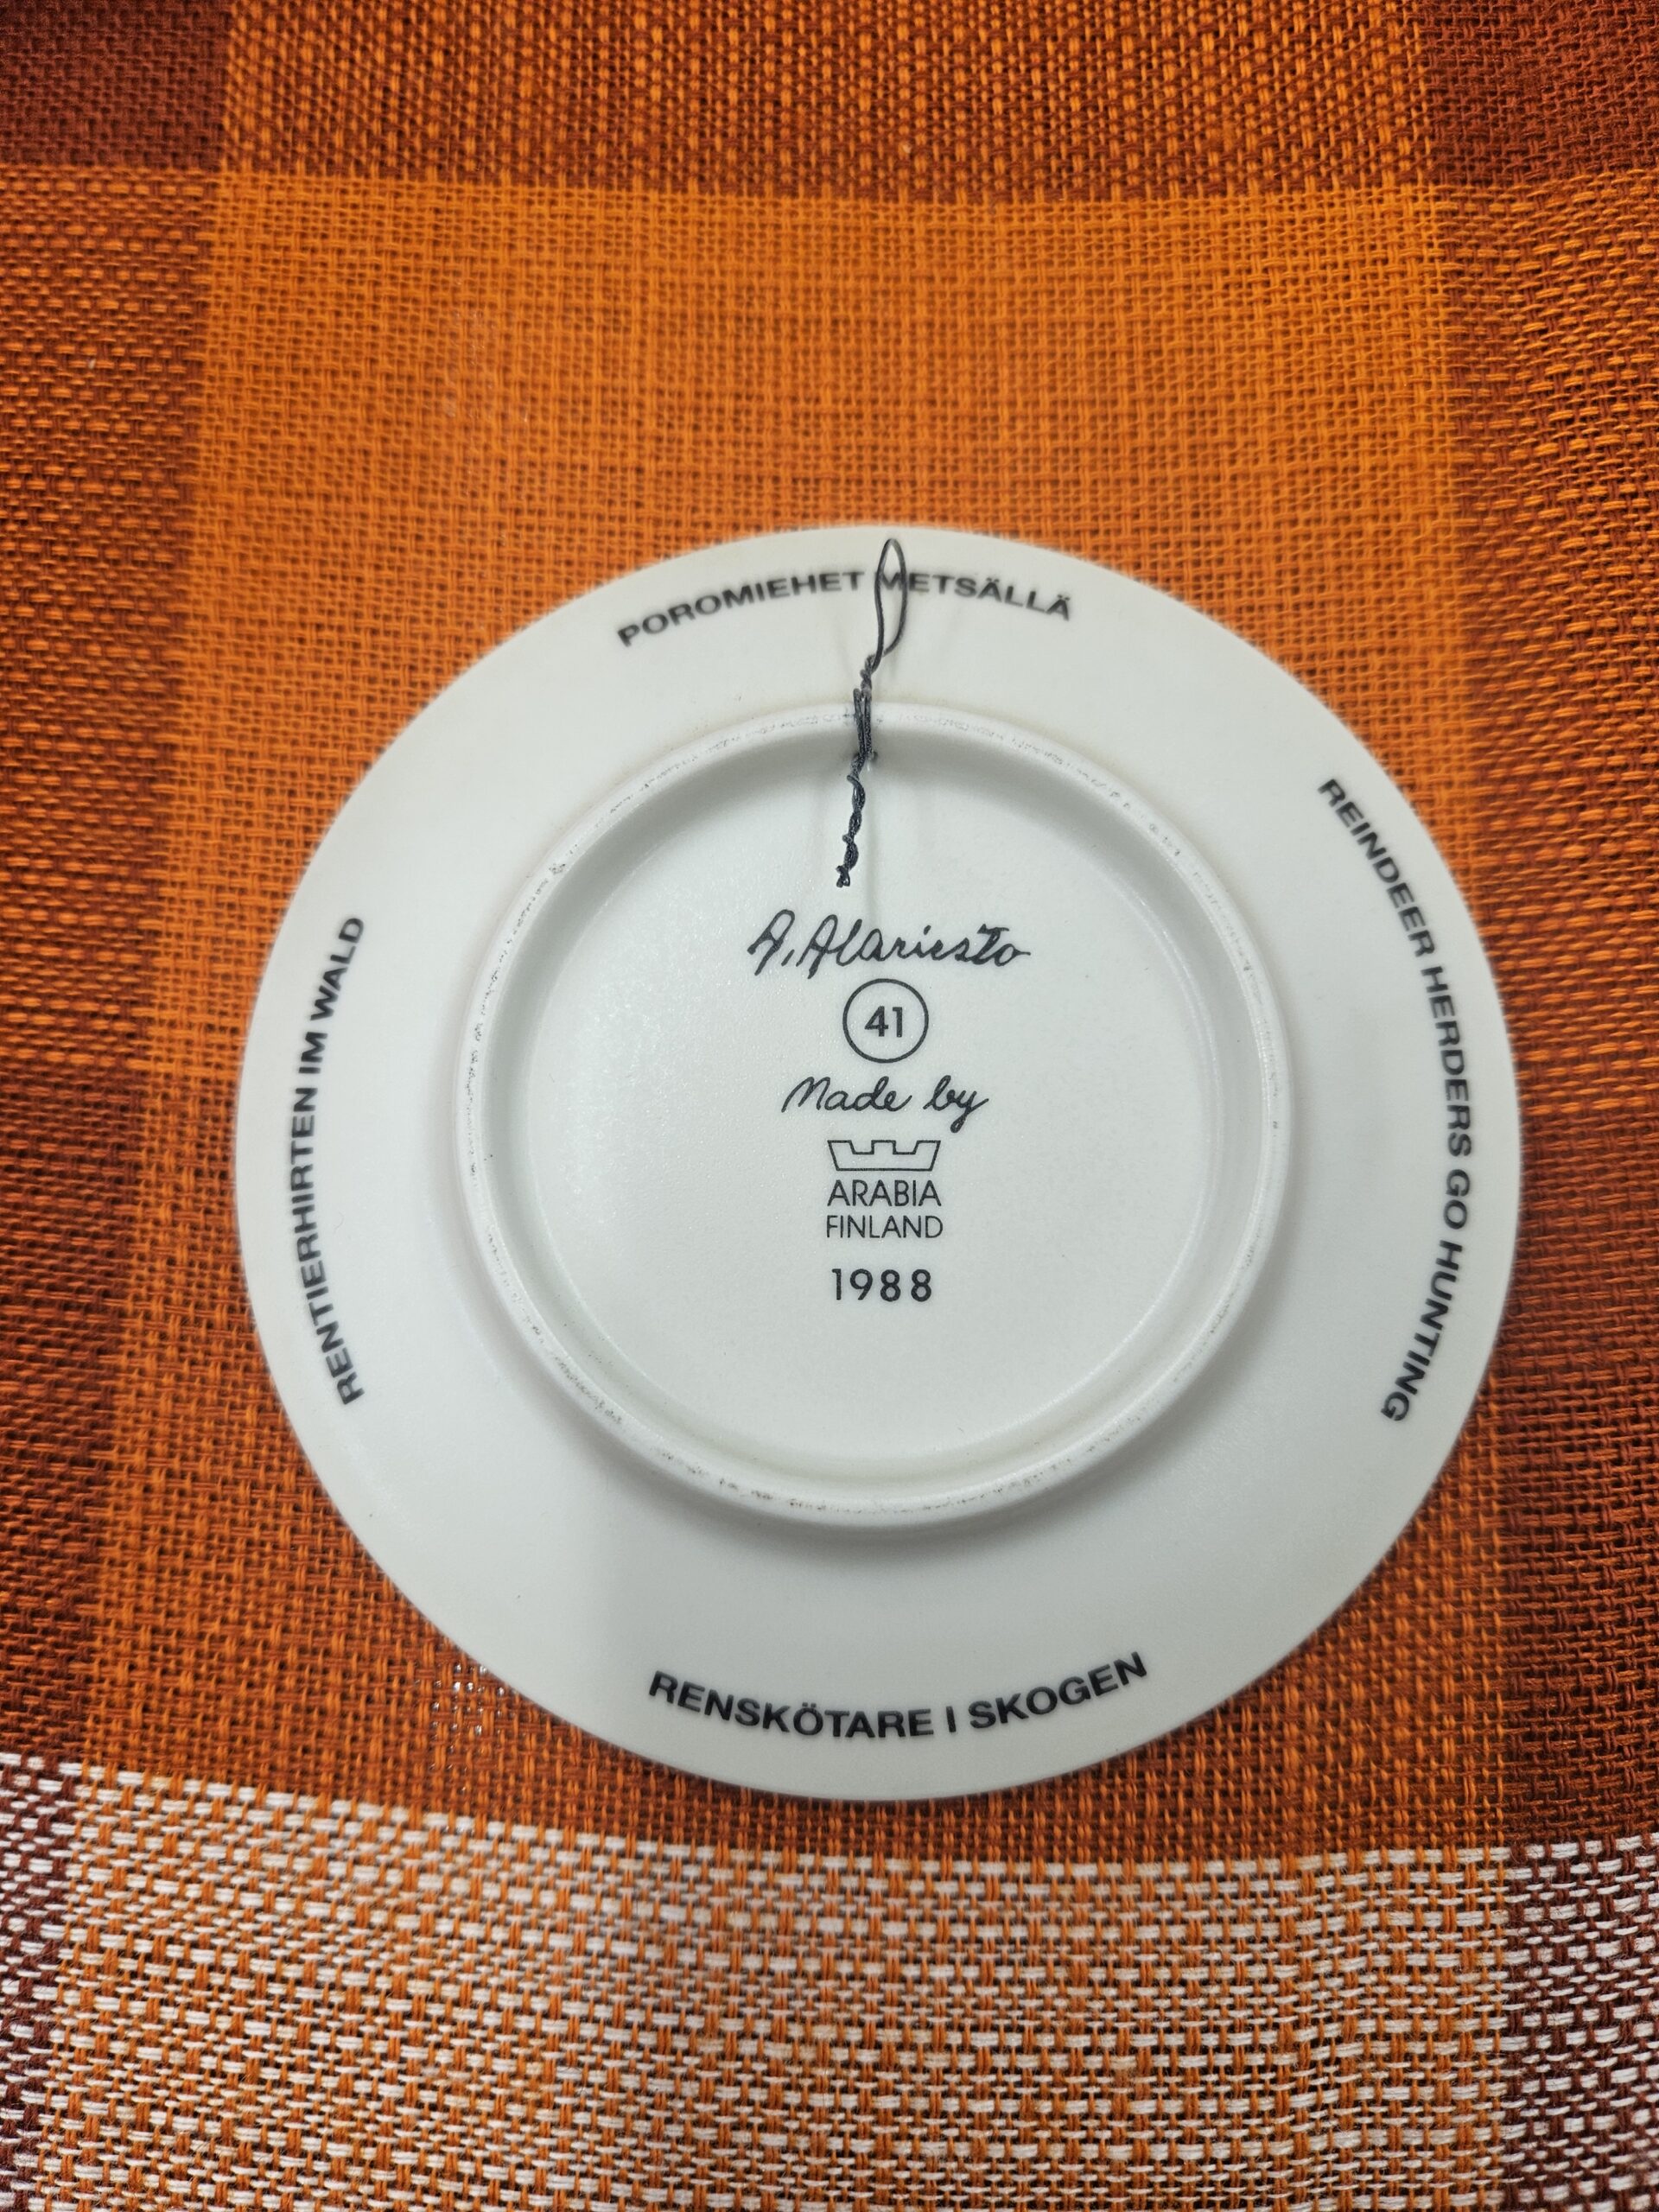 POROMIEHET METSÄLLÄ
REINDEER HERDERS GO HUNTING
RENSKÖTARE I SKOGEN
RENTIERHIRTEN IM WALD
A. Alariesto
41
Made by
ARABIA
FINLAND
1988